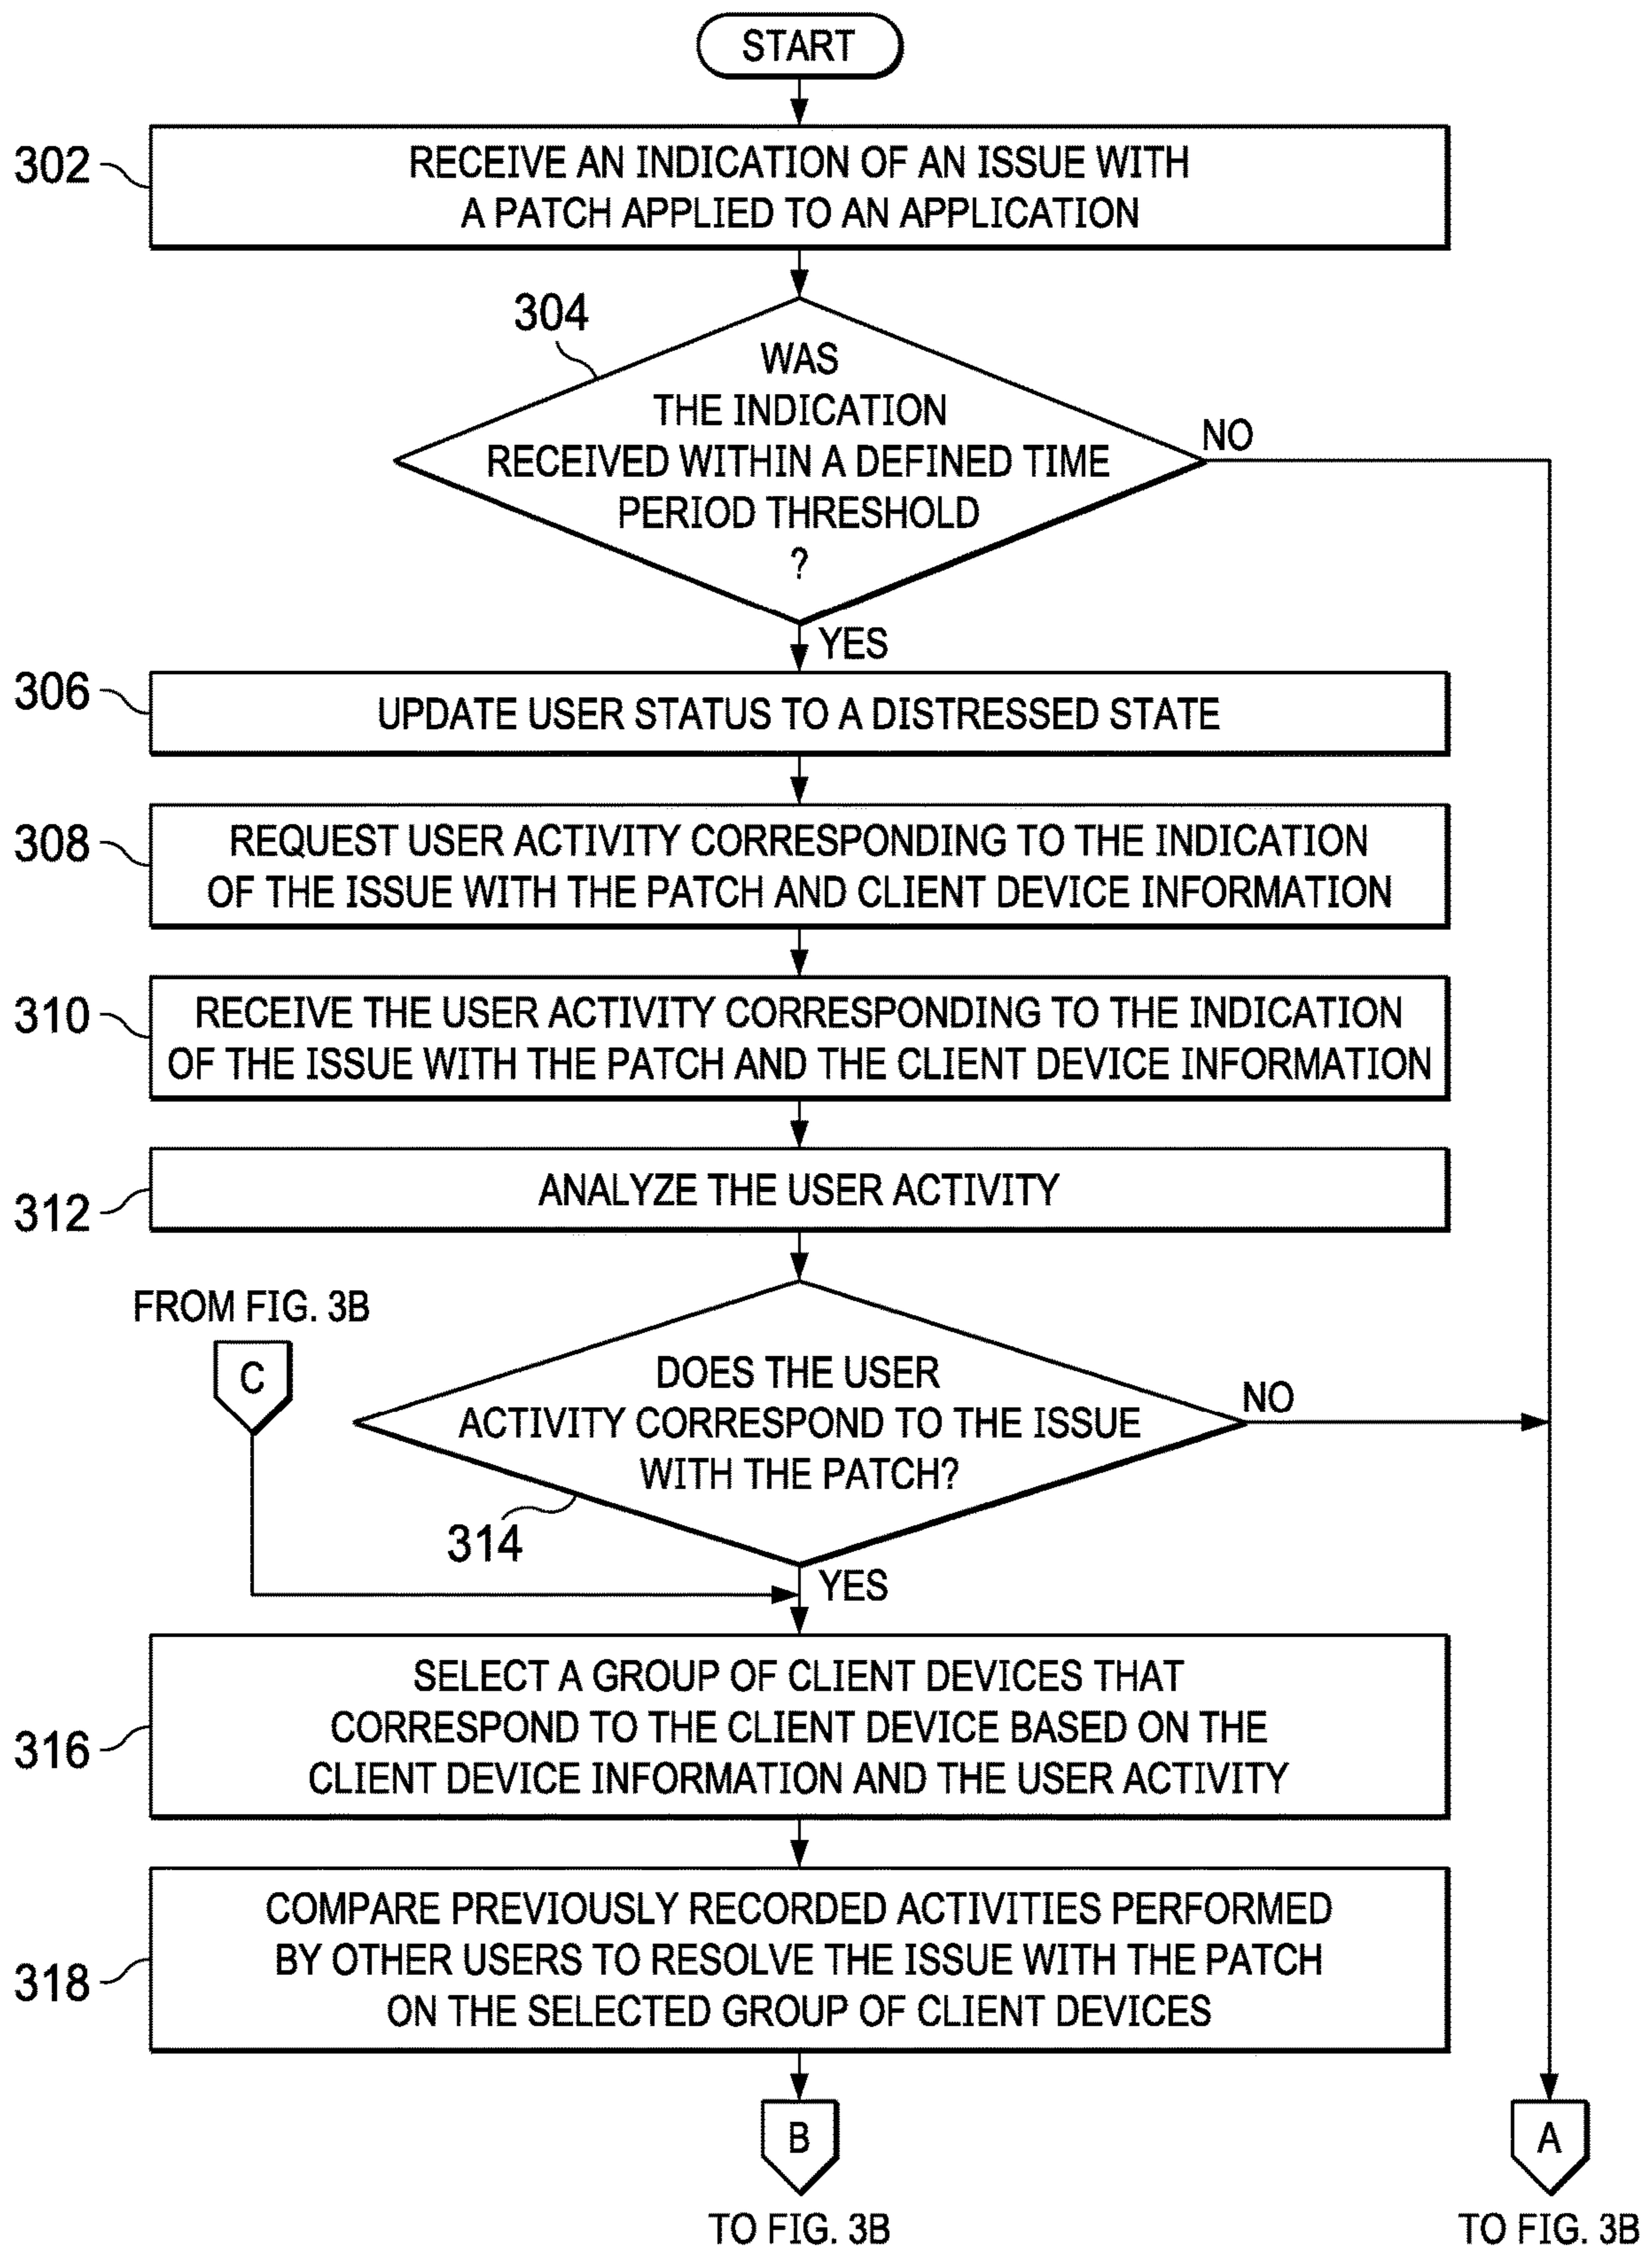 START
302
RECEIVE AN INDICATION OF AN ISSUE WITH
A PATCH APPLIED TO AN APPLICATION
304
WAS
THE INDICATION
RECEIVED WITHIN A DEFINED TIME
PERIOD THRESHOLD
?
NO
YES
306
UPDATE USER STATUS TO A DISTRESSED STATE
308
REQUEST USER ACTIVITY CORRESPONDING TO THE INDICATION
OF THE ISSUE WITH THE PATCH AND CLIENT DEVICE INFORMATION
310
RECEIVE THE USER ACTIVITY CORRESPONDING TO THE INDICATION
OF THE ISSUE WITH THE PATCH AND THE CLIENT DEVICE INFORMATION
312
ANALYZE THE USER ACTIVITY
FROM FIG. 3B
C
DOES THE USER
ACTIVITY CORRESPOND TO THE ISSUE
WITH THE PATCH?
NO
314
YES
316
SELECT A GROUP OF CLIENT DEVICES THAT
CORRESPOND TO THE CLIENT DEVICE BASED ON THE
CLIENT DEVICE INFORMATION AND THE USER ACTIVITY
318
COMPARE PREVIOUSLY RECORDED ACTIVITIES PERFORMED
BY OTHER USERS TO RESOLVE THE ISSUE WITH THE PATCH
ON THE SELECTED GROUP OF CLIENT DEVICES
B
A
TO FIG. 3B
TO FIG. 3B